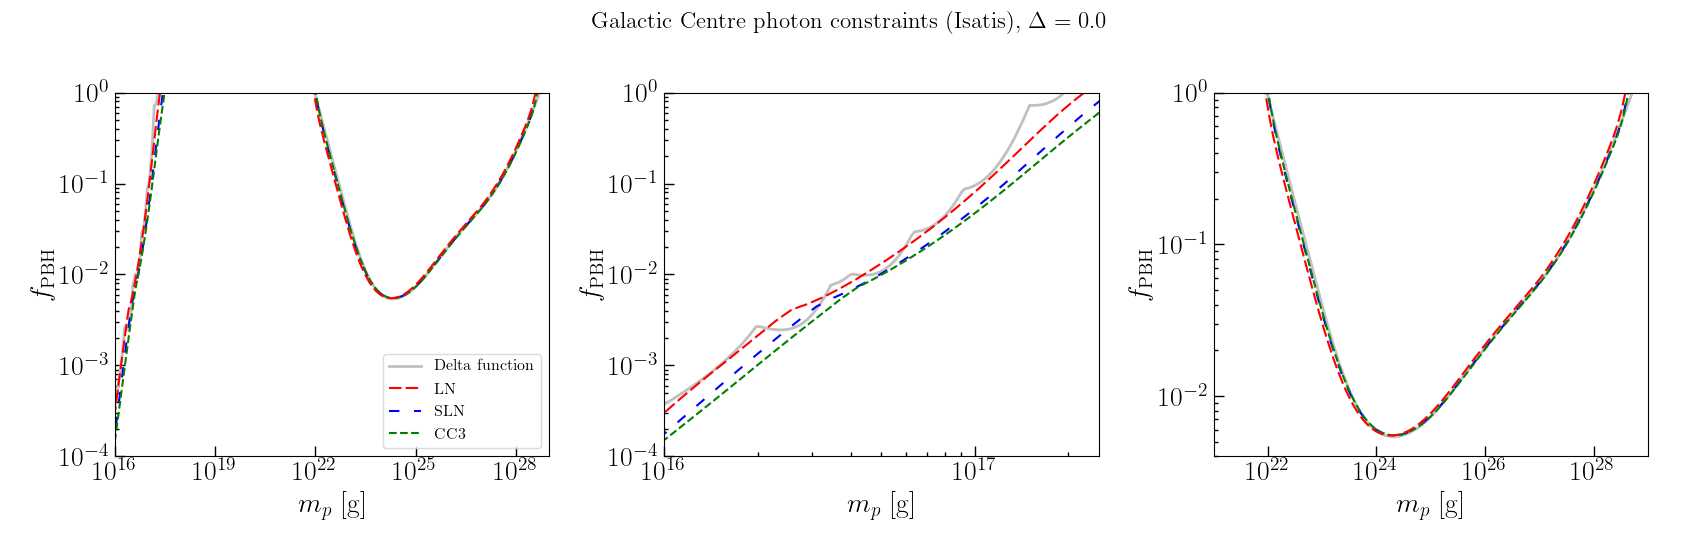 Galactic Centre photon constraints (Isatis), Δ = 0.0
f_PBH
10^0
10^−1
10^−2
10^−3
10^−4
10^16
10^19
10^22
10^25
10^28
m_p [g]
Delta function
LN
SLN
CC3
f_PBH
10^0
10^−1
10^−2
10^−3
10^−4
10^16
10^17
m_p [g]
f_PBH
10^0
10^−1
10^−2
10^22
10^24
10^26
10^28
m_p [g]